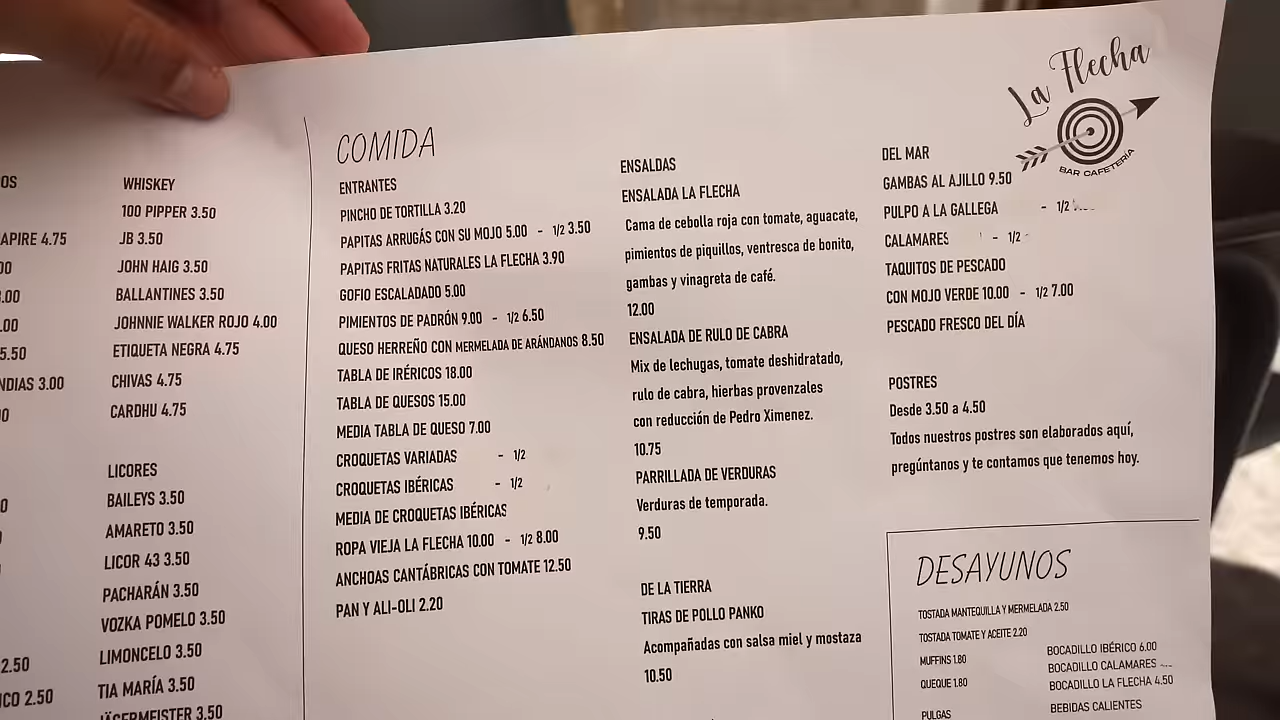 OS
APIRE 4.75
00
.00
.00
5.50
NDIAS 3.00
00
0
2.50
ICO 2.50
WHISKEY
100 PIPPER 3.50
JB 3.50
JOHN HAIG 3.50
BALLANTINES 3.50
JOHNNIE WALKER ROJO 4.00
ETIQUETA NEGRA 4.75
CHIVAS 4.75
CARDHU 4.75
LICORES
BAILEYS 3.50
AMARETO 3.50
LICOR 43 3.50
PACHARÁN 3.50
VOZKA POMELO 3.50
LIMONCELO 3.50
TIA MARÍA 3.50
JÄGERMEISTER 3.50
COMIDA
ENTRANTES
PINCHO DE TORTILLA 3.20
PAPITAS ARRUGÁS CON SU MOJO 5.00 - 1/2 3.50
PAPITAS FRITAS NATURALES LA FLECHA 3.90
GOFIO ESCALADADO 5.00
PIMIENTOS DE PADRÓN 9.00 - 1/2 6.50
QUESO HERREÑO CON MERMELADA DE ARÁNDANOS 8.50
TABLA DE IRÉRICOS 18.00
TABLA DE QUESOS 15.00
MEDIA TABLA DE QUESO 7.00
CROQUETAS VARIADAS - 1/2
CROQUETAS IBÉRICAS - 1/2
MEDIA DE CROQUETAS IBÉRICAS
ROPA VIEJA LA FLECHA 10.00 - 1/2 8.00
ANCHOAS CANTÁBRICAS CON TOMATE 12.50
PAN Y ALI-OLI 2.20
ENSALDAS
ENSALADA LA FLECHA
Cama de cebolla roja con tomate, aguacate,
pimientos de piquillos, ventresca de bonito,
gambas y vinagreta de café.
12.00
ENSALADA DE RULO DE CABRA
Mix de lechugas, tomate deshidratado,
rulo de cabra, hierbas provenzales
con reducción de Pedro Ximenez.
10.75
PARRILLADA DE VERDURAS
Verduras de temporada.
9.50
DE LA TIERRA
TIRAS DE POLLO PANKO
Acompañadas con salsa miel y mostaza
10.50
La Flecha
BAR CAFETERÍA
DEL MAR
GAMBAS AL AJILLO 9.50
PULPO A LA GALLEGA - 1/2
CALAMARES - 1/2
TAQUITOS DE PESCADO
CON MOJO VERDE 10.00 - 1/2 7.00
PESCADO FRESCO DEL DÍA
POSTRES
Desde 3.50 a 4.50
Todos nuestros postres son elaborados aquí,
pregúntanos y te contamos que tenemos hoy.
DESAYUNOS
TOSTADA MANTEQUILLA Y MERMELADA 2.50
TOSTADA TOMATE Y ACEITE 2.20
MUFFINS 1.80
QUEQUE 1.80
PULGAS
BOCADILLO IBÉRICO 6.00
BOCADILLO CALAMARES
BOCADILLO LA FLECHA 4.50
BEBIDAS CALIENTES